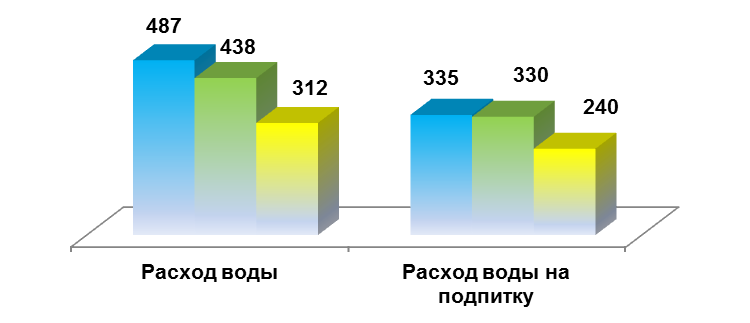 487
438
312
335
330
240
Расход воды
Расход воды на
подпитку